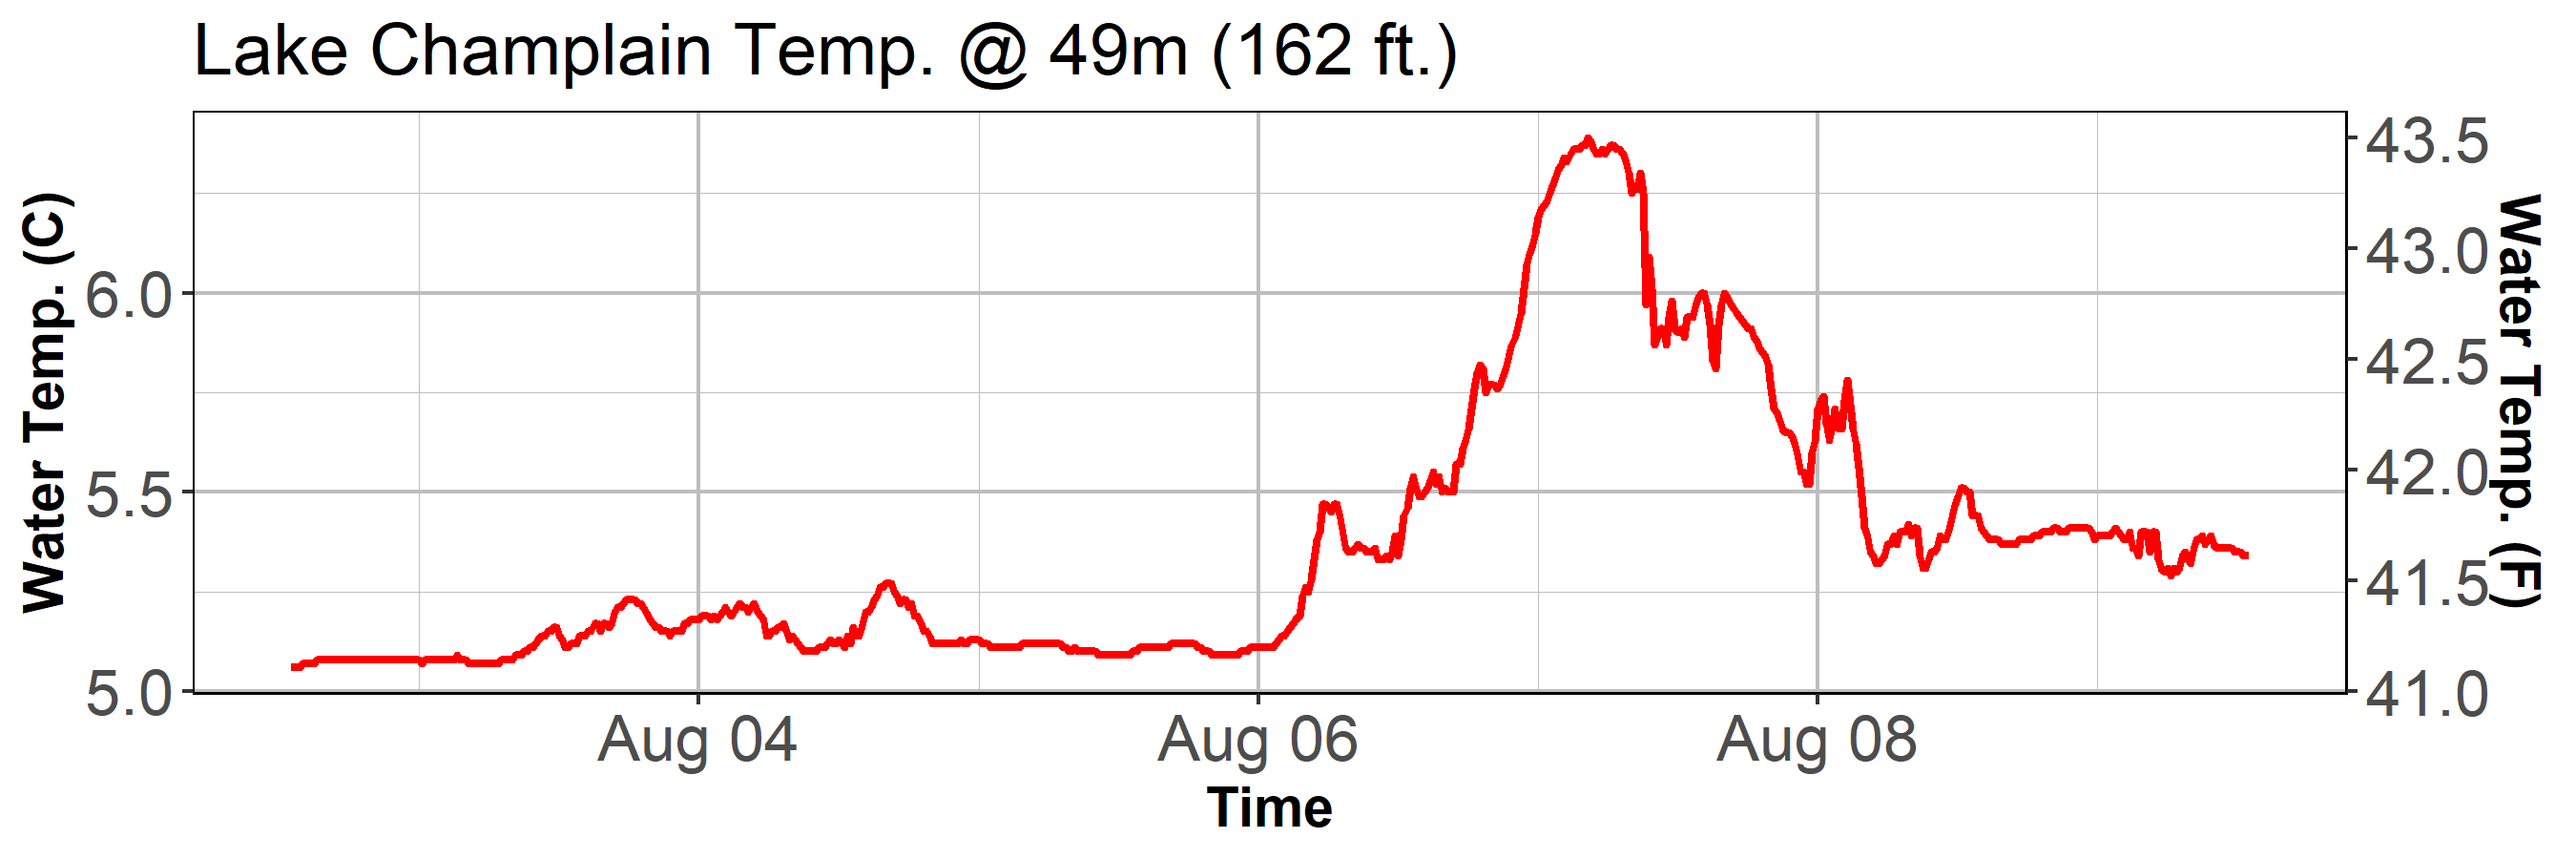 Lake Champlain Temp. @ 49m (162 ft.)
Water Temp. (C)
6.0
5.5
5.0
43.5
43.0
42.5
42.0
41.5
41.0
Water Temp. (F)
Aug 04 Aug 06 Aug 08
Time